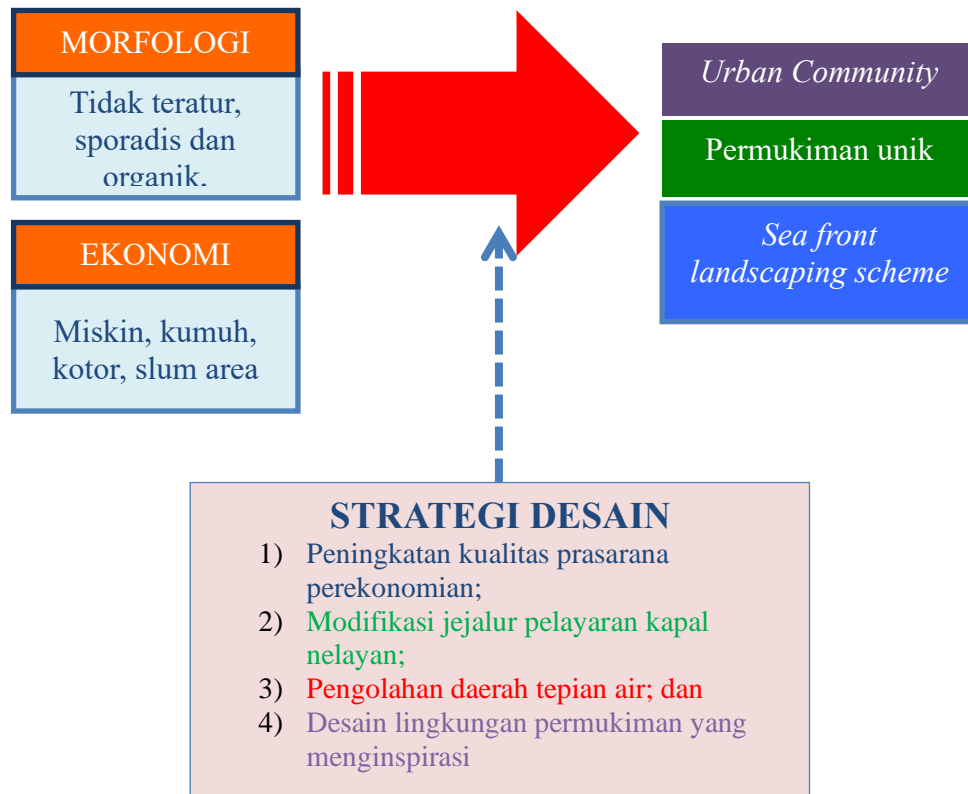 MORFOLOGI
Tidak teratur,
sporadis dan
organik.
EKONOMI
Miskin, kumuh,
kotor, slum area
Urban Community
Permukiman unik
Sea front
landscaping scheme
STRATEGI DESAIN
1) Peningkatan kualitas prasarana
perekonomian;
2) Modifikasi jejalur pelayaran kapal
nelayan;
3) Pengolahan daerah tepian air; dan
4) Desain lingkungan permukiman yang
menginspirasi